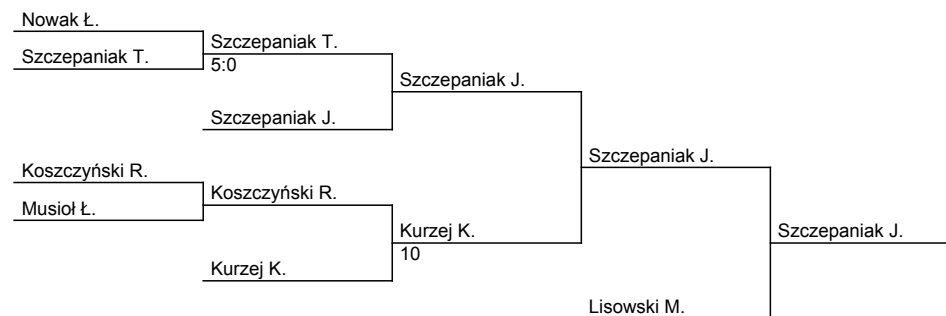 Nowak Ł.
Szczepaniak T.
Szczepaniak T.
5:0
Szczepaniak J.
Szczepaniak J.
Szczepaniak J.
Koszczyński R.
Koszczyński R.
Musioł Ł.
Kurzej K.
10
Szczepaniak J.
Kurzej K.
Lisowski M.